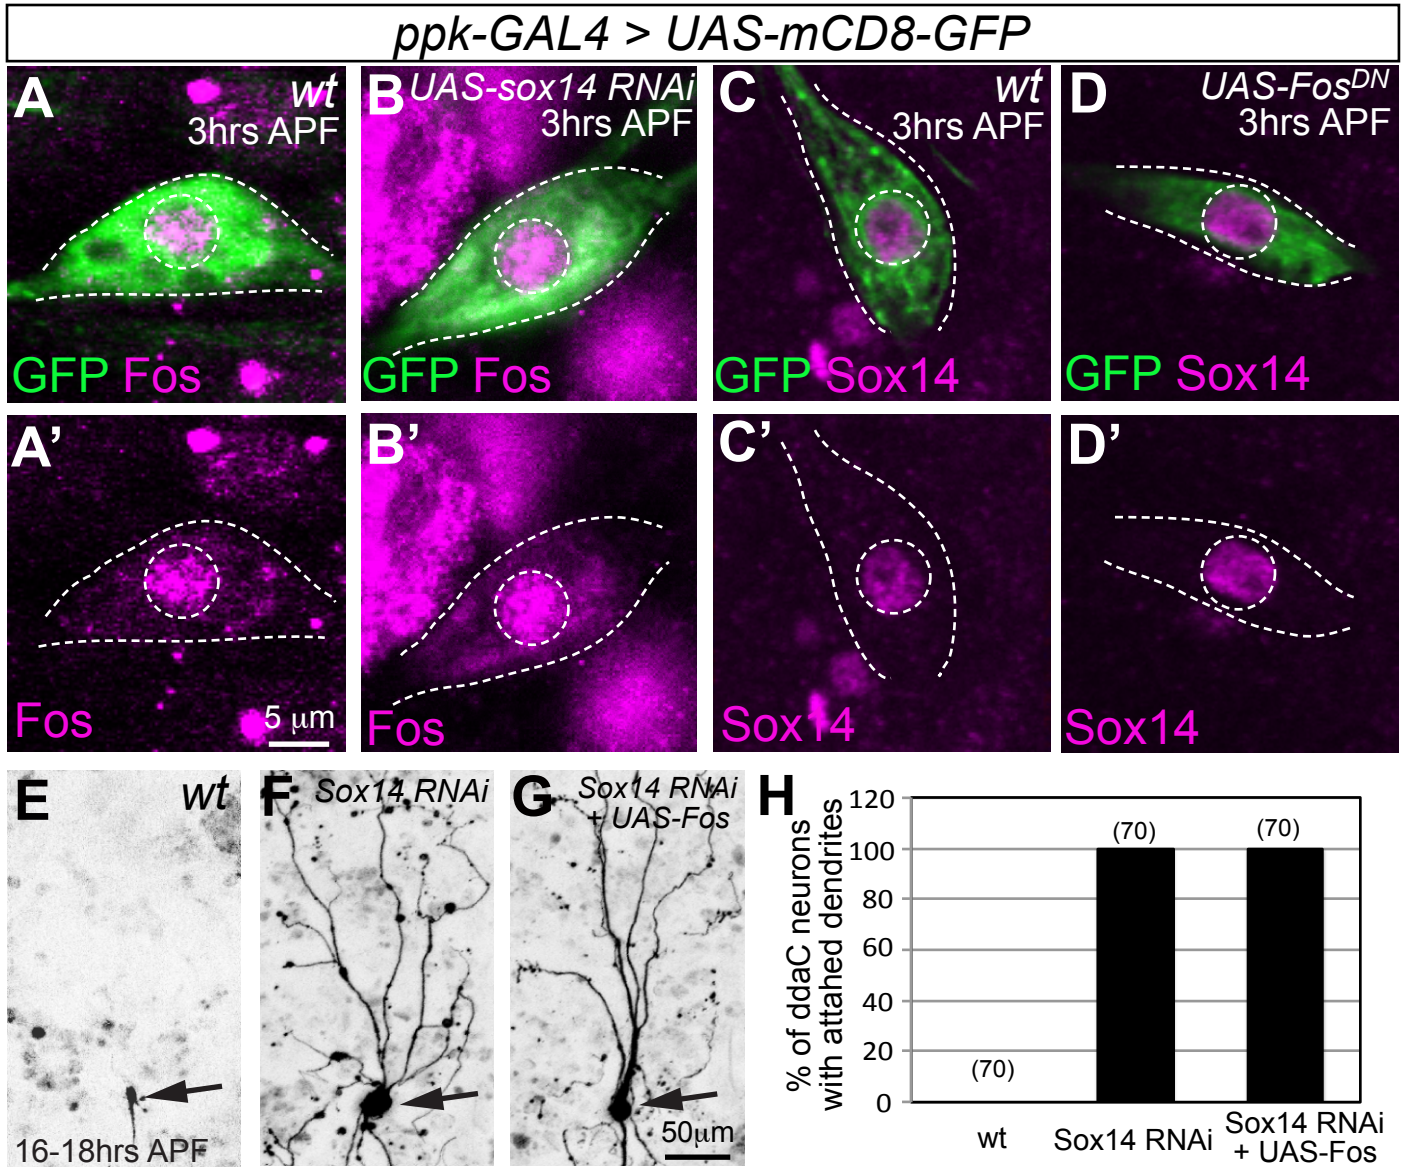 ppk-GAL4 > UAS-mCD8-GFP
A
wt
3hrs APF
GFP Fos
B
UAS-sox14 RNAi
3hrs APF
GFP Fos
C
wt
3hrs APF
GFP Sox14
D
UAS-FosDN
3hrs APF
GFP Sox14
A’
Fos
5 μm
B’
Fos
C’
Sox14
D’
Sox14
E
wt
16-18hrs APF
F
Sox14 RNAi
G
Sox14 RNAi
+ UAS-Fos
50μm
H
% of ddaC neurons
with attahed dendrites
120
100
80
60
40
20
0
(70)
(70)
(70)
wt
Sox14 RNAi
Sox14 RNAi
+ UAS-Fos